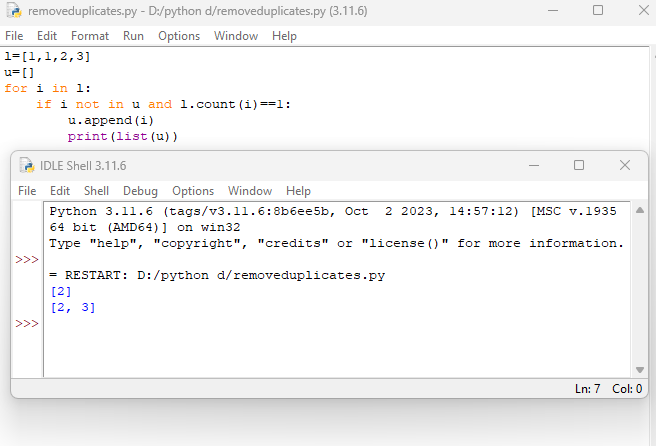 removeduplicates.py - D:/python d/removeduplicates.py (3.11.6)
File Edit Format Run Options Window Help
l=[1,1,2,3]
u=[]
for i in l:
    if i not in u and l.count(i)==1:
        u.append(i)
        print(list(u))
IDLE Shell 3.11.6
File Edit Shell Debug Options Window Help
Python 3.11.6 (tags/v3.11.6:8b6ee5b, Oct  2 2023, 14:57:12) [MSC v.1935
64 bit (AMD64)] on win32
Type "help", "copyright", "credits" or "license()" for more information.
>>>
= RESTART: D:/python d/removeduplicates.py
[2]
[2, 3]
>>>
Ln: 7 Col: 0